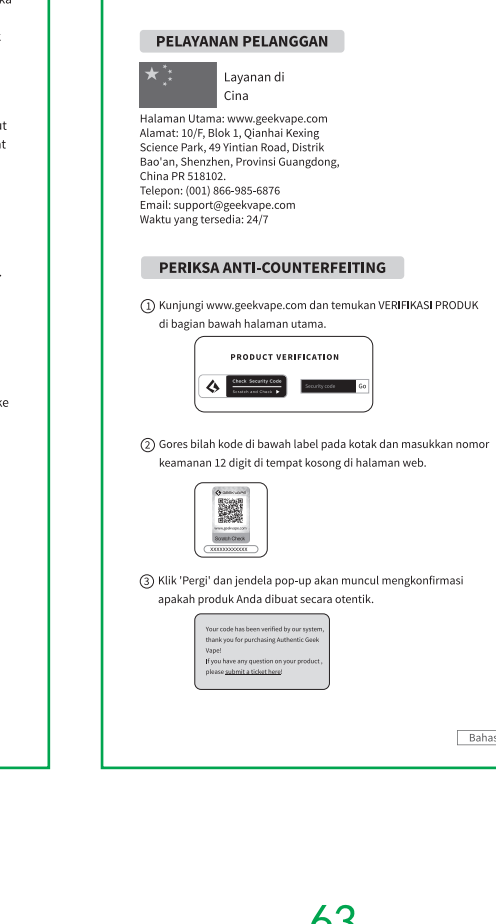 ka
ut
at
ke
PELAYANAN PELANGGAN
Layanan di
Cina
Halaman Utama: www.geekvape.com
Alamat: 10/F, Blok 1, Qianhai Kexing
Science Park, 49 Yintian Road, Distrik
Bao'an, Shenzhen, Provinsi Guangdong,
China PR 518102.
Telepon: (001) 866-985-6876
Email: support@geekvape.com
Waktu yang tersedia: 24/7
PERIKSA ANTI-COUNTERFEITING
① Kunjungi www.geekvape.com dan temukan VERIFIKASI PRODUK
di bagian bawah halaman utama.
PRODUCT VERIFICATION
Check Security Code
Scratch and Check ▶
Security code Go
② Gores bilah kode di bawah label pada kotak dan masukkan nomor
keamanan 12 digit di tempat kosong di halaman web.
GEEKVAPE
www.geekvape.com
Scratch Check
XXXXXXXXXXXX
③ Klik 'Pergi' dan jendela pop-up akan muncul mengkonfirmasi
apakah produk Anda dibuat secara otentik.
Your code has been verified by our system,
thank you for purchasing Authentic Geek
Vape!
If you have any question on your product ,
please submit a ticket here!
Bahas
63